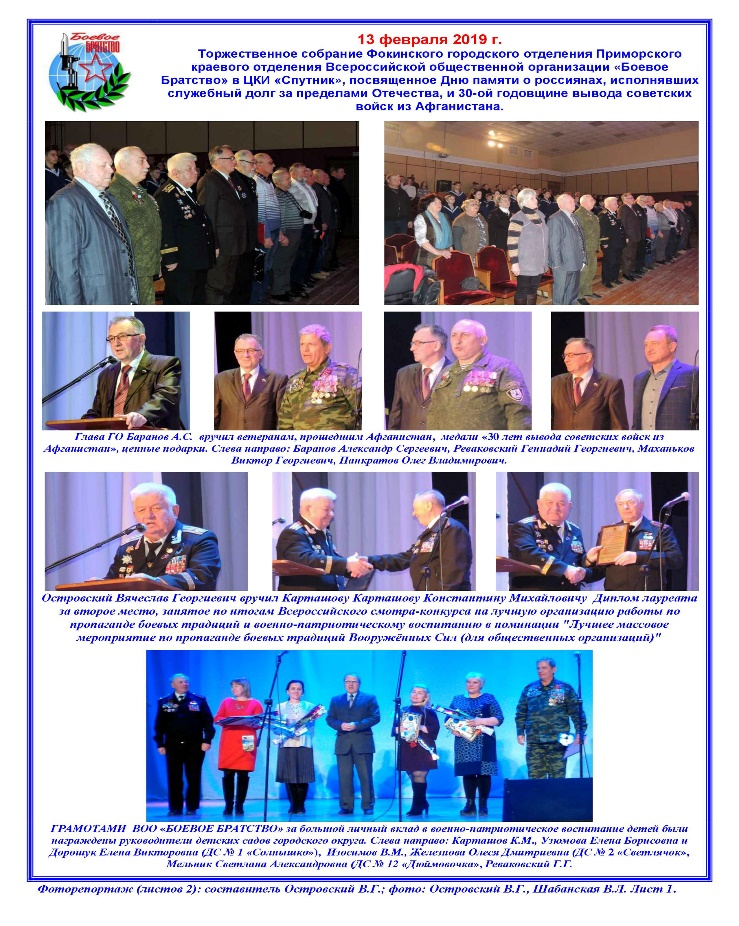 Боевое
БРАТСТВО
13 февраля 2019 г.
Торжественное собрание Фокинского городского отделения Приморского
краевого отделения Всероссийской общественной организации «Боевое
Братство» в ЦКИ «Спутник», посвященное Дню памяти о россиянах, исполнявших
служебный долг за пределами Отечества, и 30-ой годовщине вывода советских
войск из Афганистана.
Глава ГО Баранов А.С. вручил ветеранам, прошедшим Афганистан, медали «30 лет вывода советских войск из
Афганистан», ценные подарки. Слева направо: Баранов Александр Сергеевич, Реваковский Геннадий Георгиевич, Маханьков
Виктор Георгиевич, Панкратов Олег Владимирович.
Островский Вячеслав Георгиевич вручил Карташову Карташову Константину Михайловичу Диплом лауреата
за второе место, занятое по итогам Всероссийского смотра-конкурса на лучшую организацию работы по
пропаганде боевых традиций и военно-патриотическому воспитанию в номинации "Лучшее массовое
мероприятие по пропаганде боевых традиций Вооружённых Сил (для общественных организаций)"
ГРАМОТАМИ ВОО «БОЕВОЕ БРАТСТВО» за большой личный вклад в военно-патриотическое воспитание детей были
награждены руководители детских садов городского округа. Слева направо: Карташов К.М., Узимова Елена Борисовна и
Дорощук Елена Викторовна (ДС № 1 «Солнышко»), Изосимов В.М., Железнова Олеся Дмитриевна (ДС № 2 «Светлячок»,
Мельник Светлана Александровна (ДС № 12 «Дюймовочка», Реваковский Г.Г.
Фоторепортаж (листов 2): составитель Островский В.Г.; фото: Островский В.Г., Шабанская В.Л. Лист 1.